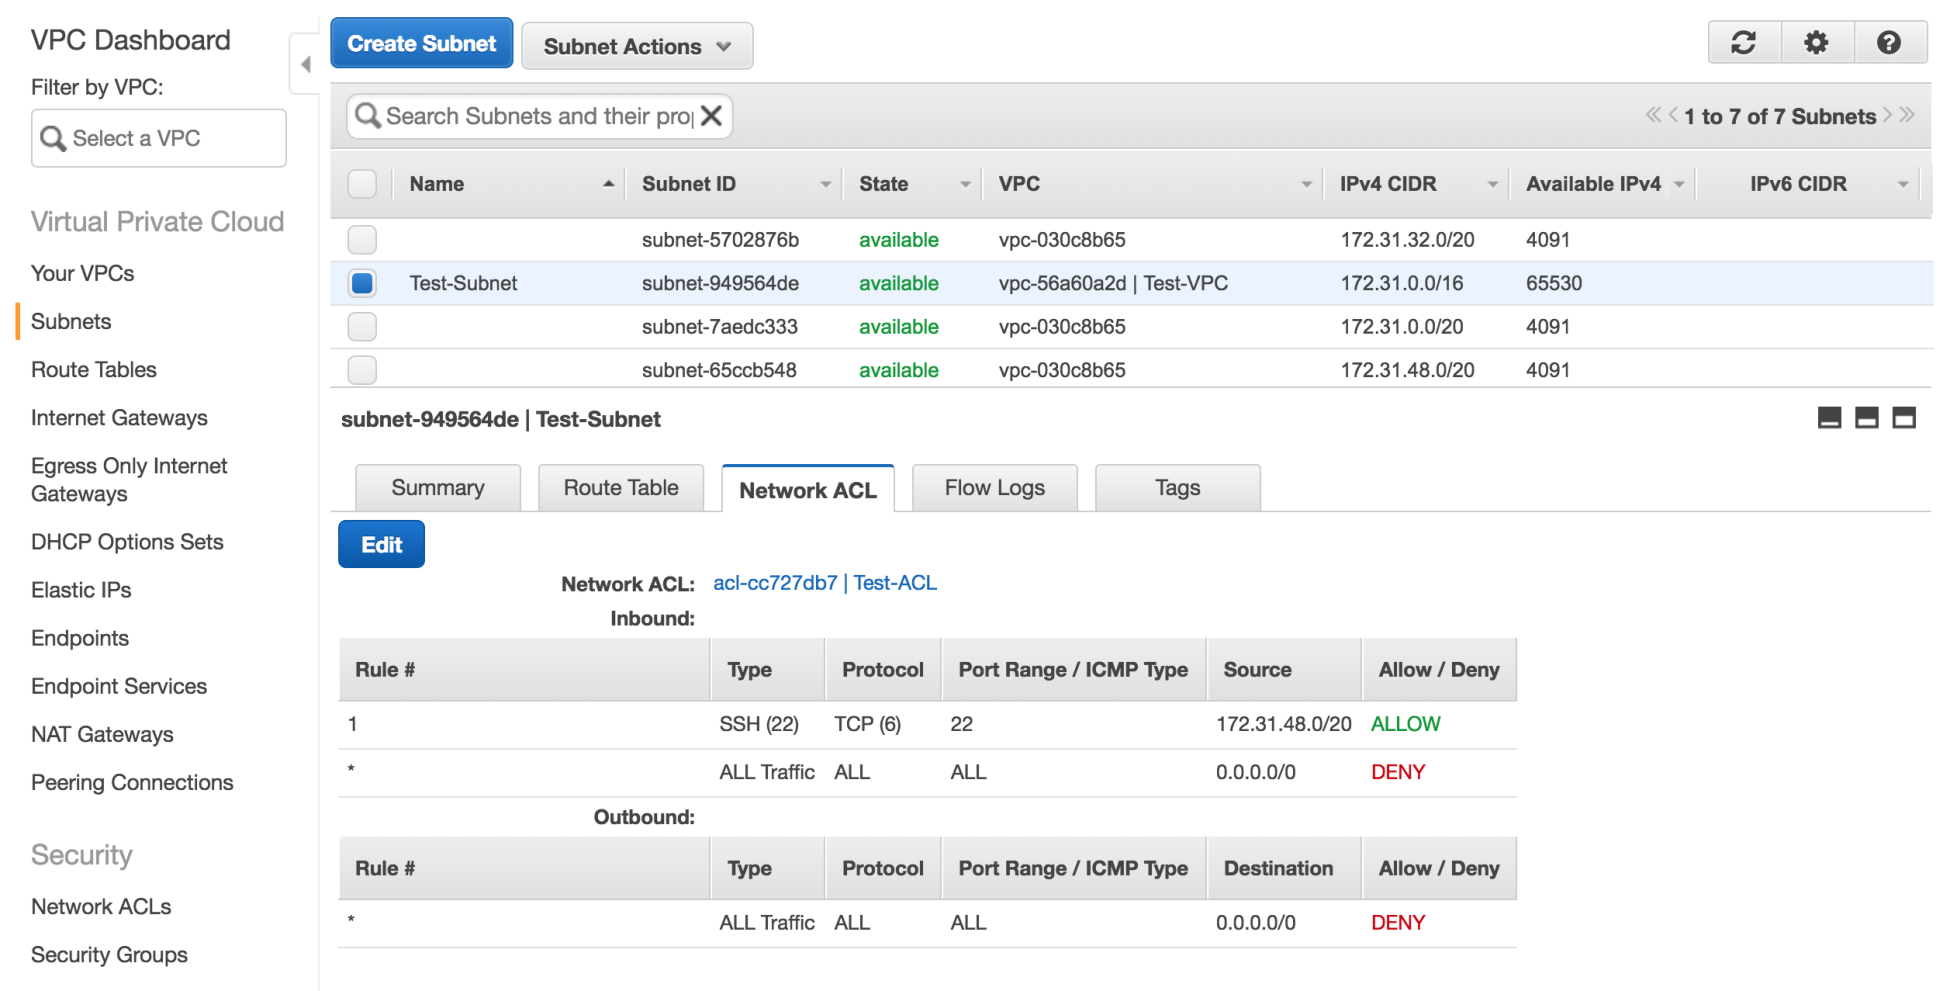 VPC Dashboard
Filter by VPC:
Select a VPC
Virtual Private Cloud
Your VPCs
Subnets
Route Tables
Internet Gateways
Egress Only Internet
Gateways
DHCP Options Sets
Elastic IPs
Endpoints
Endpoint Services
NAT Gateways
Peering Connections
Security
Network ACLs
Security Groups
Create Subnet Subnet Actions
Search Subnets and their pro 1 to 7 of 7 Subnets
Name Subnet ID State VPC IPv4 CIDR Available IPv4 IPv6 CIDR
subnet-5702876b available vpc-030c8b65 172.31.32.0/20 4091
Test-Subnet subnet-949564de available vpc-56a60a2d | Test-VPC 172.31.0.0/16 65530
subnet-7aedc333 available vpc-030c8b65 172.31.0.0/20 4091
subnet-65ccb548 available vpc-030c8b65 172.31.48.0/20 4091
subnet-949564de | Test-Subnet
Summary Route Table Network ACL Flow Logs Tags
Edit
Network ACL: acl-cc727db7 | Test-ACL
Inbound:
Rule # Type Protocol Port Range / ICMP Type Source Allow / Deny
1 SSH (22) TCP (6) 22 172.31.48.0/20 ALLOW
* ALL Traffic ALL ALL 0.0.0.0/0 DENY
Outbound:
Rule # Type Protocol Port Range / ICMP Type Destination Allow / Deny
* ALL Traffic ALL ALL 0.0.0.0/0 DENY